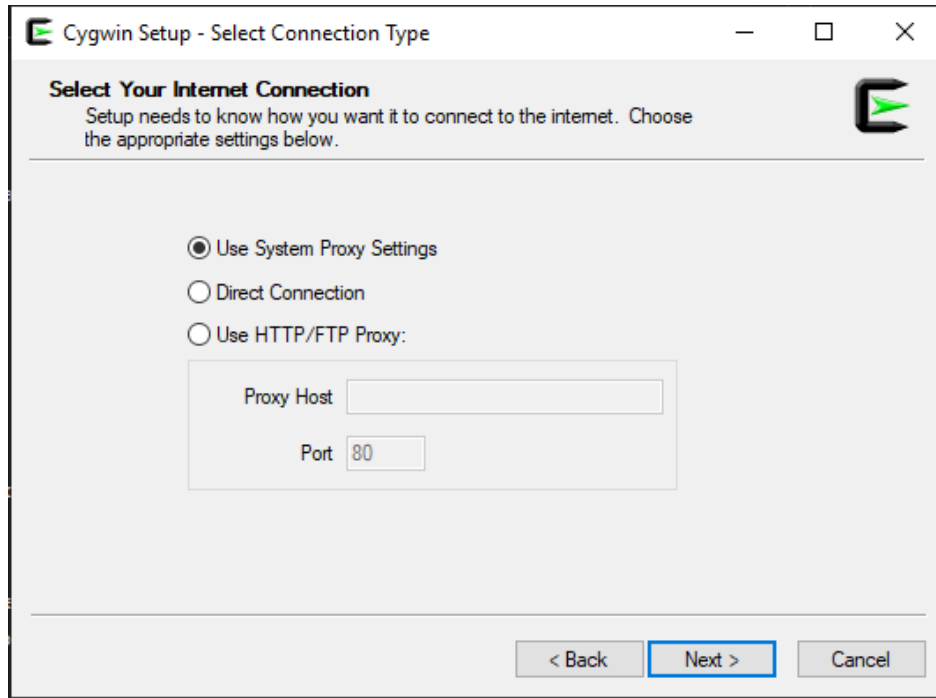 Cygwin Setup - Select Connection Type
Select Your Internet Connection
Setup needs to know how you want it to connect to the internet.  Choose
the appropriate settings below.
Use System Proxy Settings
Direct Connection
Use HTTP/FTP Proxy:
Proxy Host
Port 80
< Back Next > Cancel